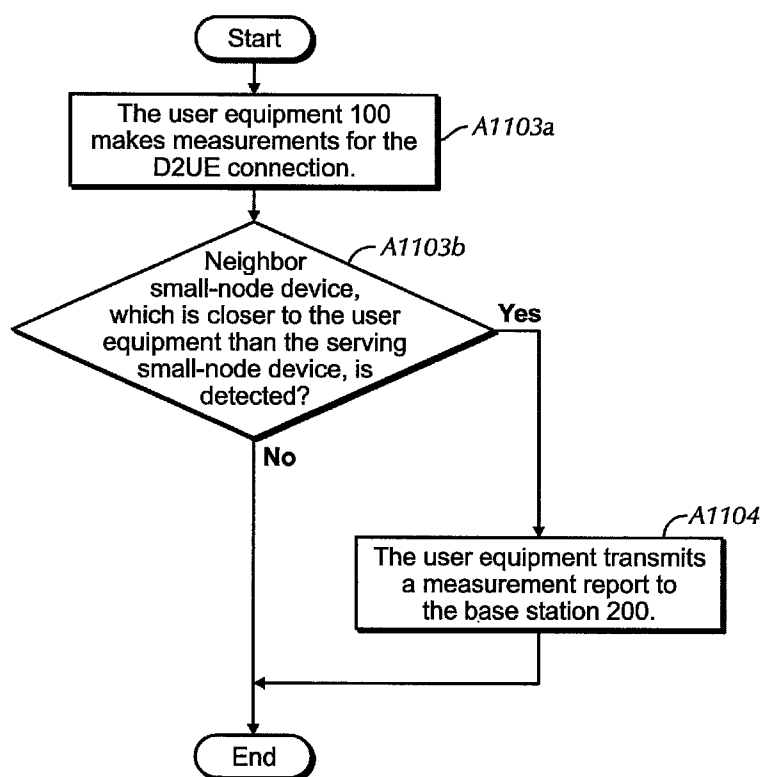 Start
The user equipment 100
makes measurements for the
D2UE connection.
A1103a
A1103b
Neighbor
small-node device,
which is closer to the user
equipment than the serving
small-node device, is
detected?
Yes
No
A1104
The user equipment transmits
a measurement report to
the base station 200.
End